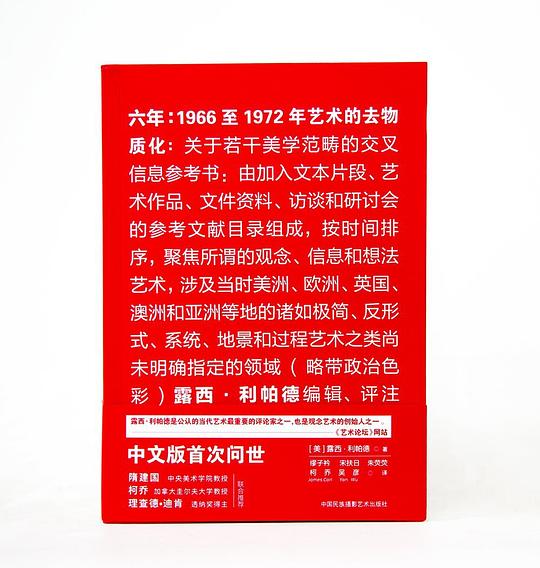 六年：1966 至 1972 年艺术的去物
质化：关于若干美学范畴的交叉
信息参考书：由加入文本片段、艺
术作品、文件资料、访谈和研讨会
的参考文献目录组成，按时间排
序，聚焦所谓的观念、信息和想法
艺术，涉及当时美洲、欧洲、英国、
澳洲和亚洲等地的诸如极简、反形
式、系统、地景和过程艺术之类尚
未明确指定的领域（略带政治色
彩）露西·利帕德编辑、评注
露西·利帕德是公认的当代艺术最重要的评论家之一，也是观念艺术的创始人之一。
《艺术论坛》网站
中文版首次问世
隋建国 中央美术学院教授
柯乔 加拿大圭尔夫大学教授
理查德·迪肯 透纳奖得主
联合推荐
［美］露西·利帕德 ◎ 著
缪子衿 宋扶日 朱荧荧
柯乔 吴彦 ◎ 译
James Carl Yan Wu
中国民族摄影艺术出版社